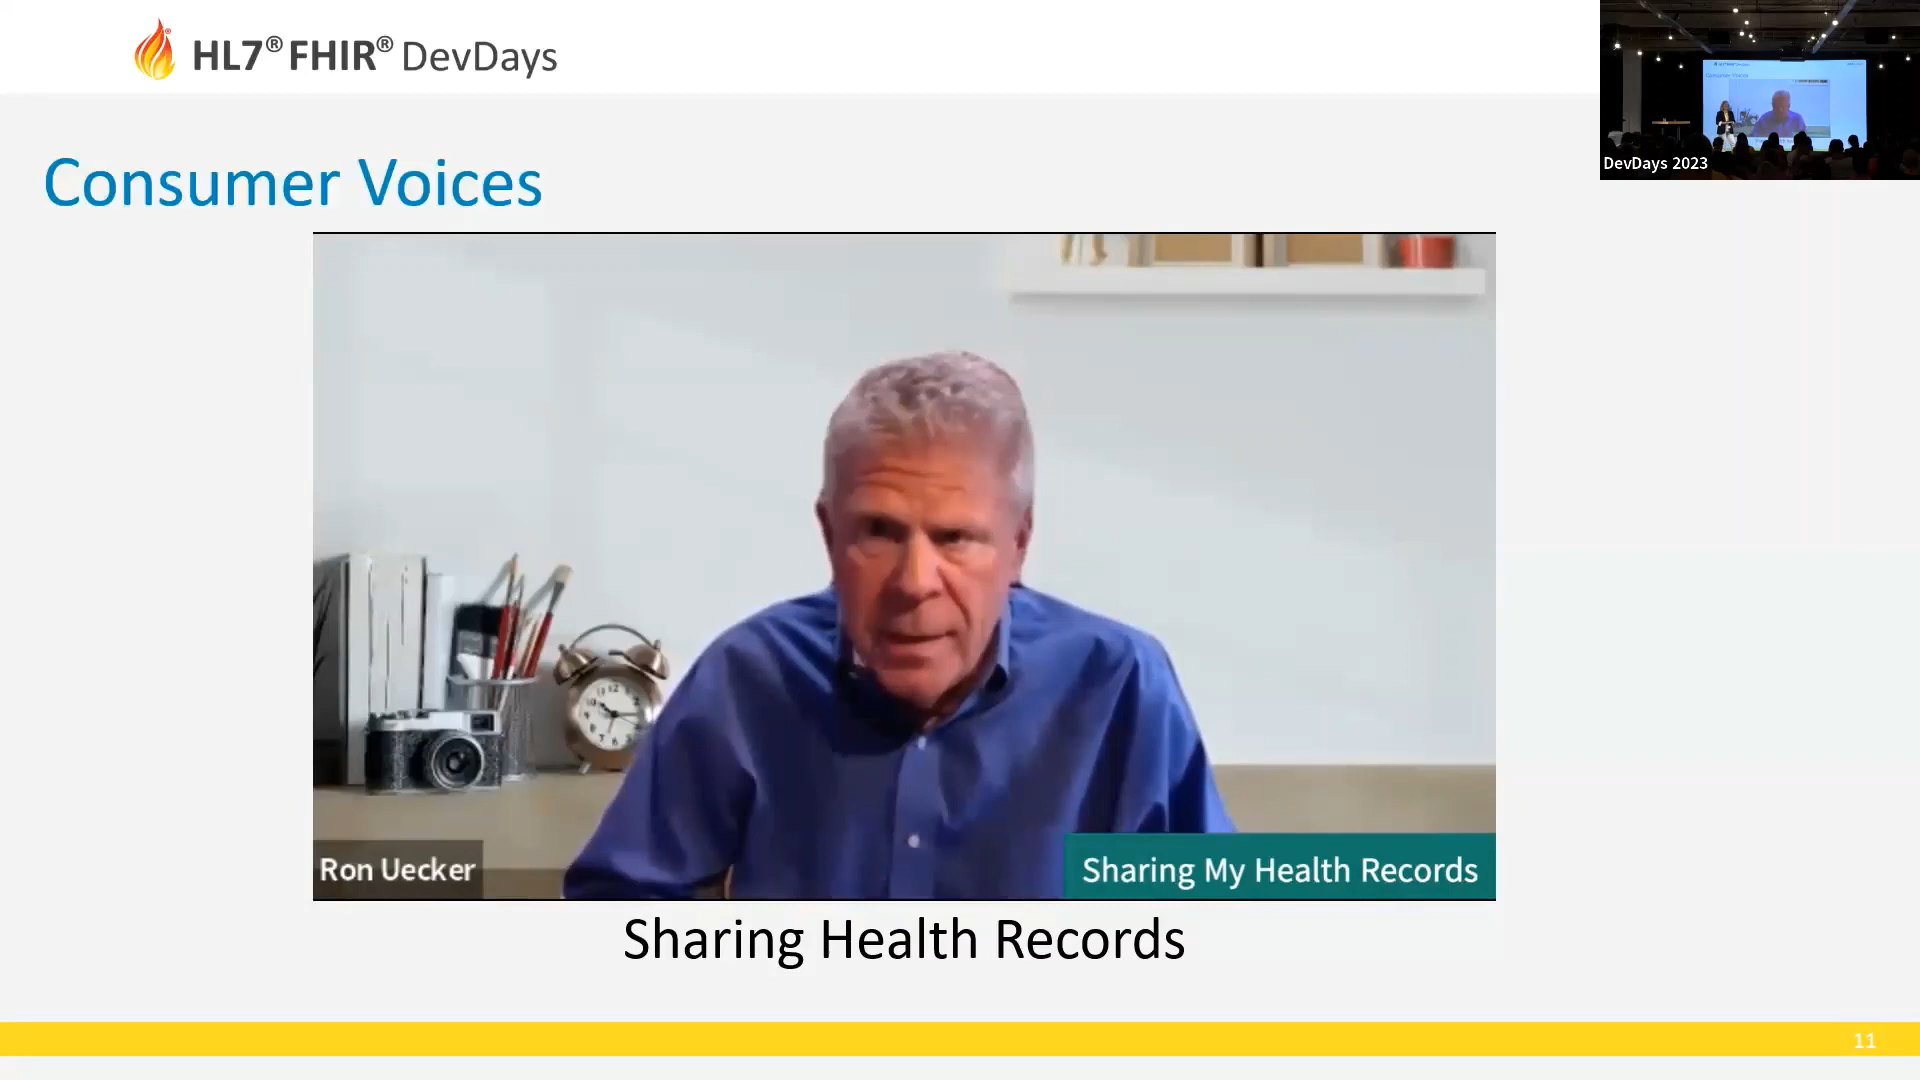 HL7® FHIR® DevDays
DevDays 2023
Consumer Voices
Ron Uecker
Sharing My Health Records
Sharing Health Records
11